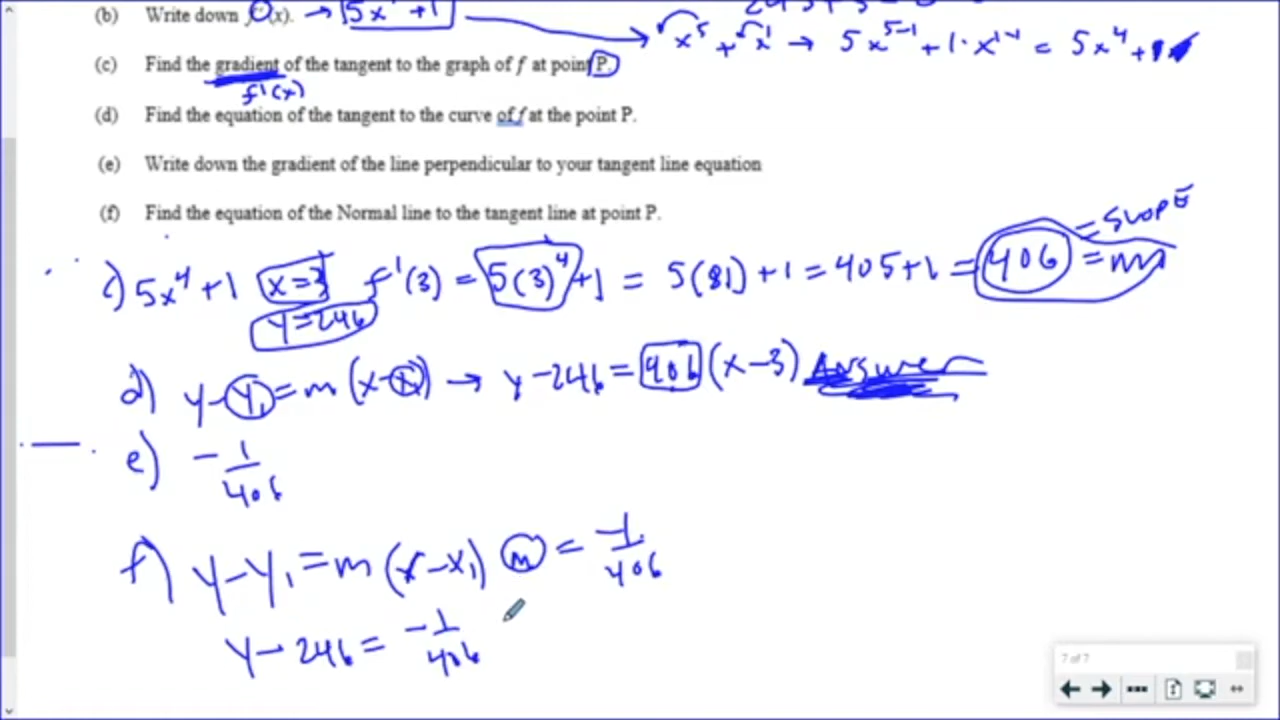 (b) Write down f'(x). → 5x⁴ + 1
x⁵ + x¹ → 5x⁵⁻¹ + 1·x¹⁻¹ = 5x⁴ + 1
(c) Find the gradient of the tangent to the graph of f at point P.
f'(x)
(d) Find the equation of the tangent to the curve of f at the point P.
(e) Write down the gradient of the line perpendicular to your tangent line equation
(f) Find the equation of the Normal line to the tangent line at point P.
c) 5x⁴ + 1 x=3 f'(3) = 5(3)⁴ + 1 = 5(81) + 1 = 405 + 1 = 406 = m
= SLOPE
y = 246
d) y - y₁ = m(x - x₁) → y - 246 = 406(x - 3) Answer
e) - 1/406
f) y - y₁ = m(x - x₁) m = -1/406
y - 246 = -1/406
7 of 7